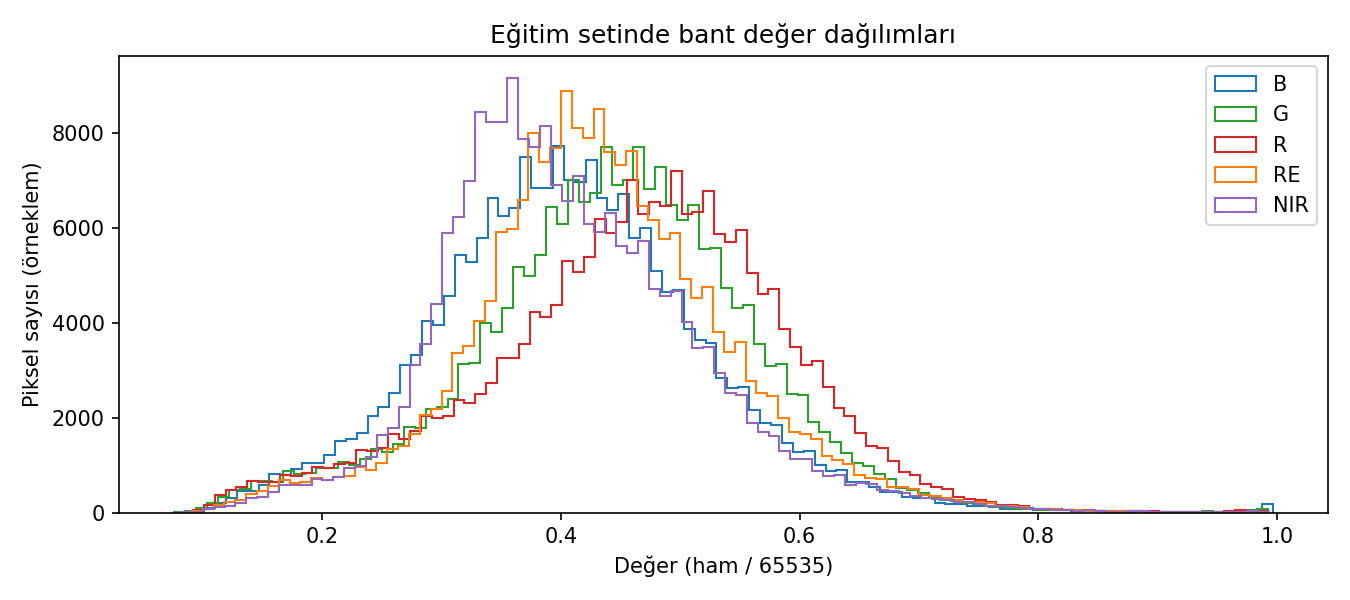 Eğitim setinde bant değer dağılımları
Piksel sayısı (örneklem)
8000
6000
4000
2000
0
0.2
0.4
0.6
0.8
1.0
Değer (ham / 65535)
B
G
R
RE
NIR